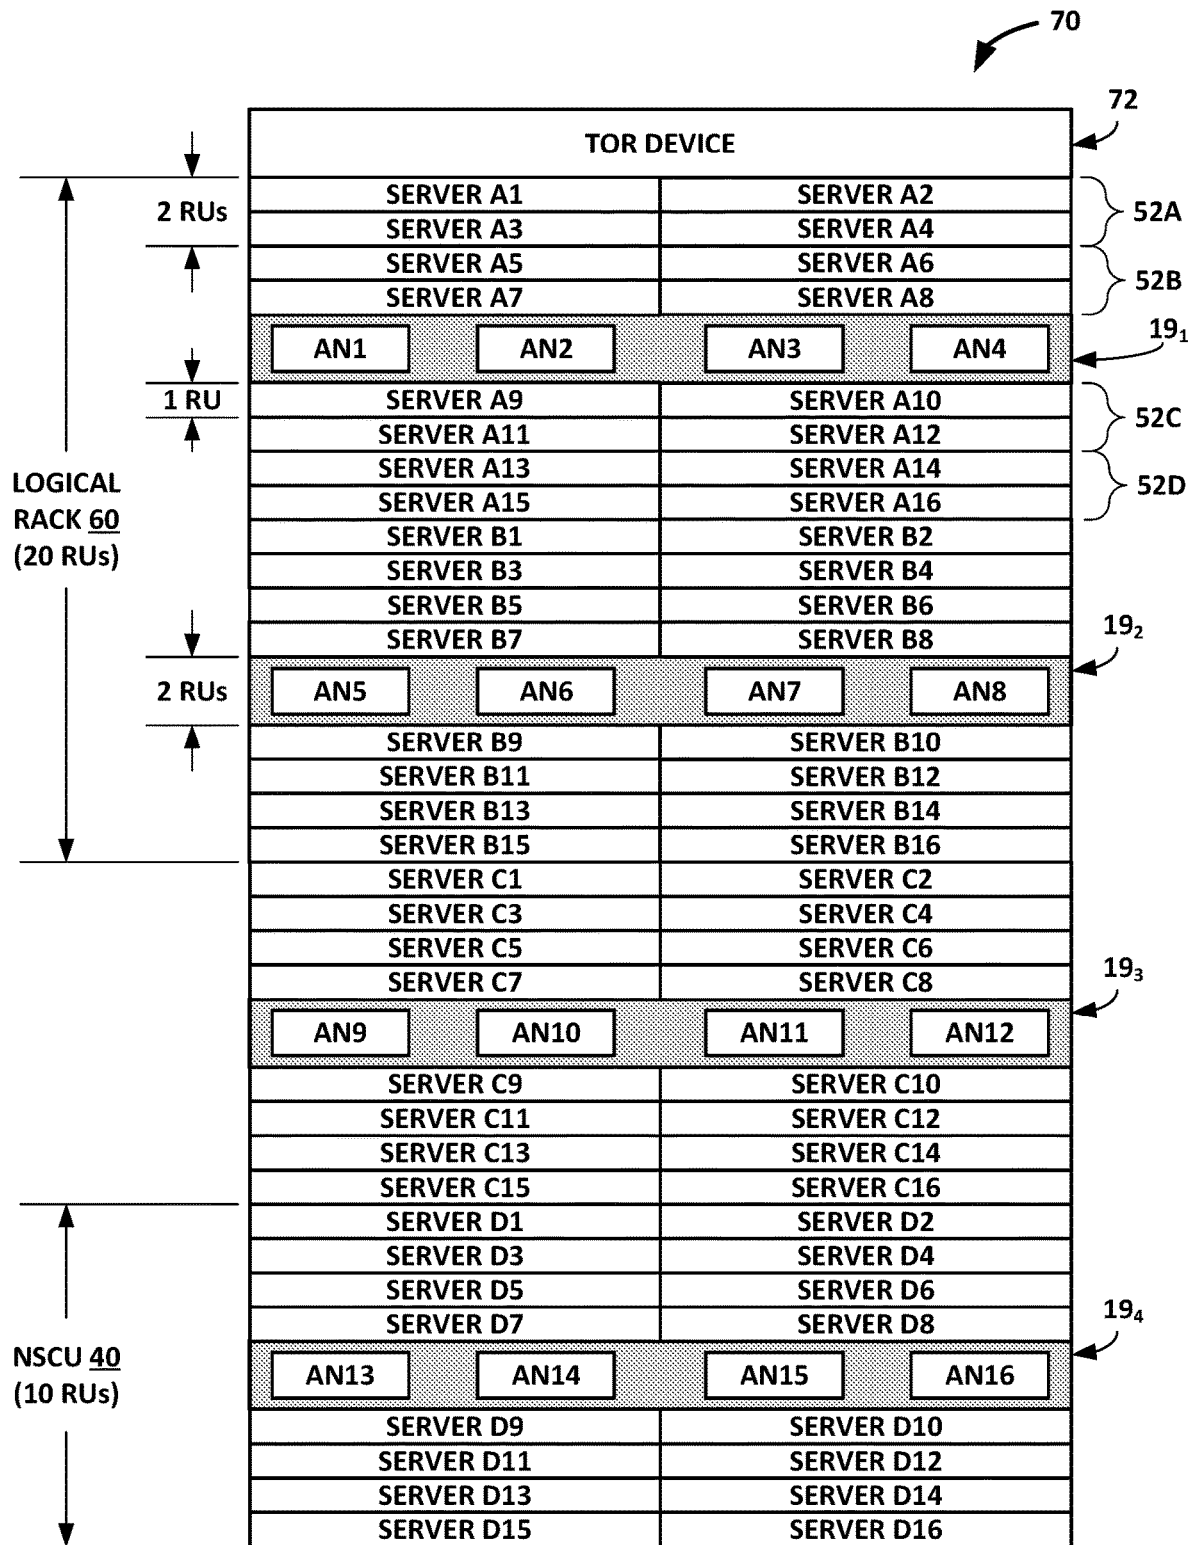 70
72
TOR DEVICE
SERVER A1 SERVER A2
2 RUs
52A
SERVER A3 SERVER A4
SERVER A5 SERVER A6
52B
SERVER A7 SERVER A8
19₁
AN1 AN2 AN3 AN4
1 RU
SERVER A9 SERVER A10
52C
SERVER A11 SERVER A12
SERVER A13 SERVER A14
52D
LOGICAL
RACK 60
(20 RUs)
SERVER A15 SERVER A16
SERVER B1 SERVER B2
SERVER B3 SERVER B4
SERVER B5 SERVER B6
SERVER B7 SERVER B8
19₂
2 RUs
AN5 AN6 AN7 AN8
SERVER B9 SERVER B10
SERVER B11 SERVER B12
SERVER B13 SERVER B14
SERVER B15 SERVER B16
SERVER C1 SERVER C2
SERVER C3 SERVER C4
SERVER C5 SERVER C6
SERVER C7 SERVER C8
19₃
AN9 AN10 AN11 AN12
SERVER C9 SERVER C10
SERVER C11 SERVER C12
SERVER C13 SERVER C14
SERVER C15 SERVER C16
SERVER D1 SERVER D2
SERVER D3 SERVER D4
SERVER D5 SERVER D6
SERVER D7 SERVER D8
19₄
NSCU 40
(10 RUs)
AN13 AN14 AN15 AN16
SERVER D9 SERVER D10
SERVER D11 SERVER D12
SERVER D13 SERVER D14
SERVER D15 SERVER D16